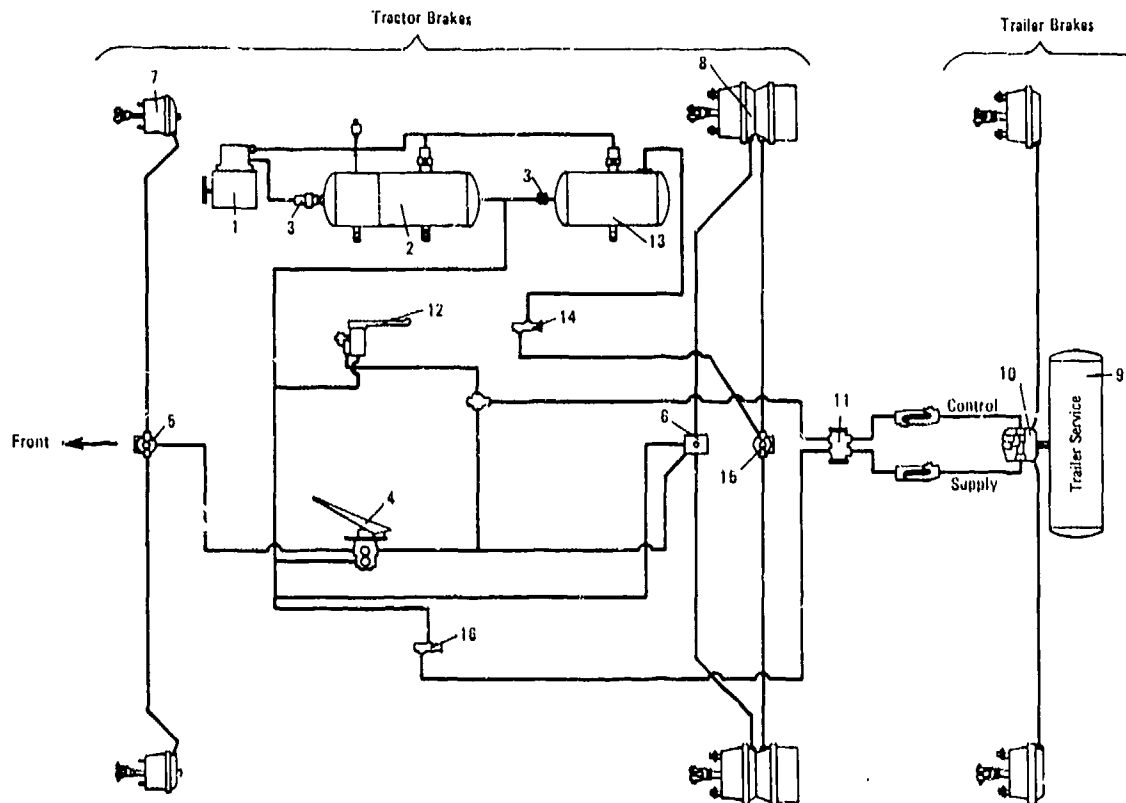 Tractor Brakes
Trailer Brakes
7
8
1
3
2
3
13
12
14
9
10
11
Control
Front
5
6
15
Trailer Service
4
Supply
16